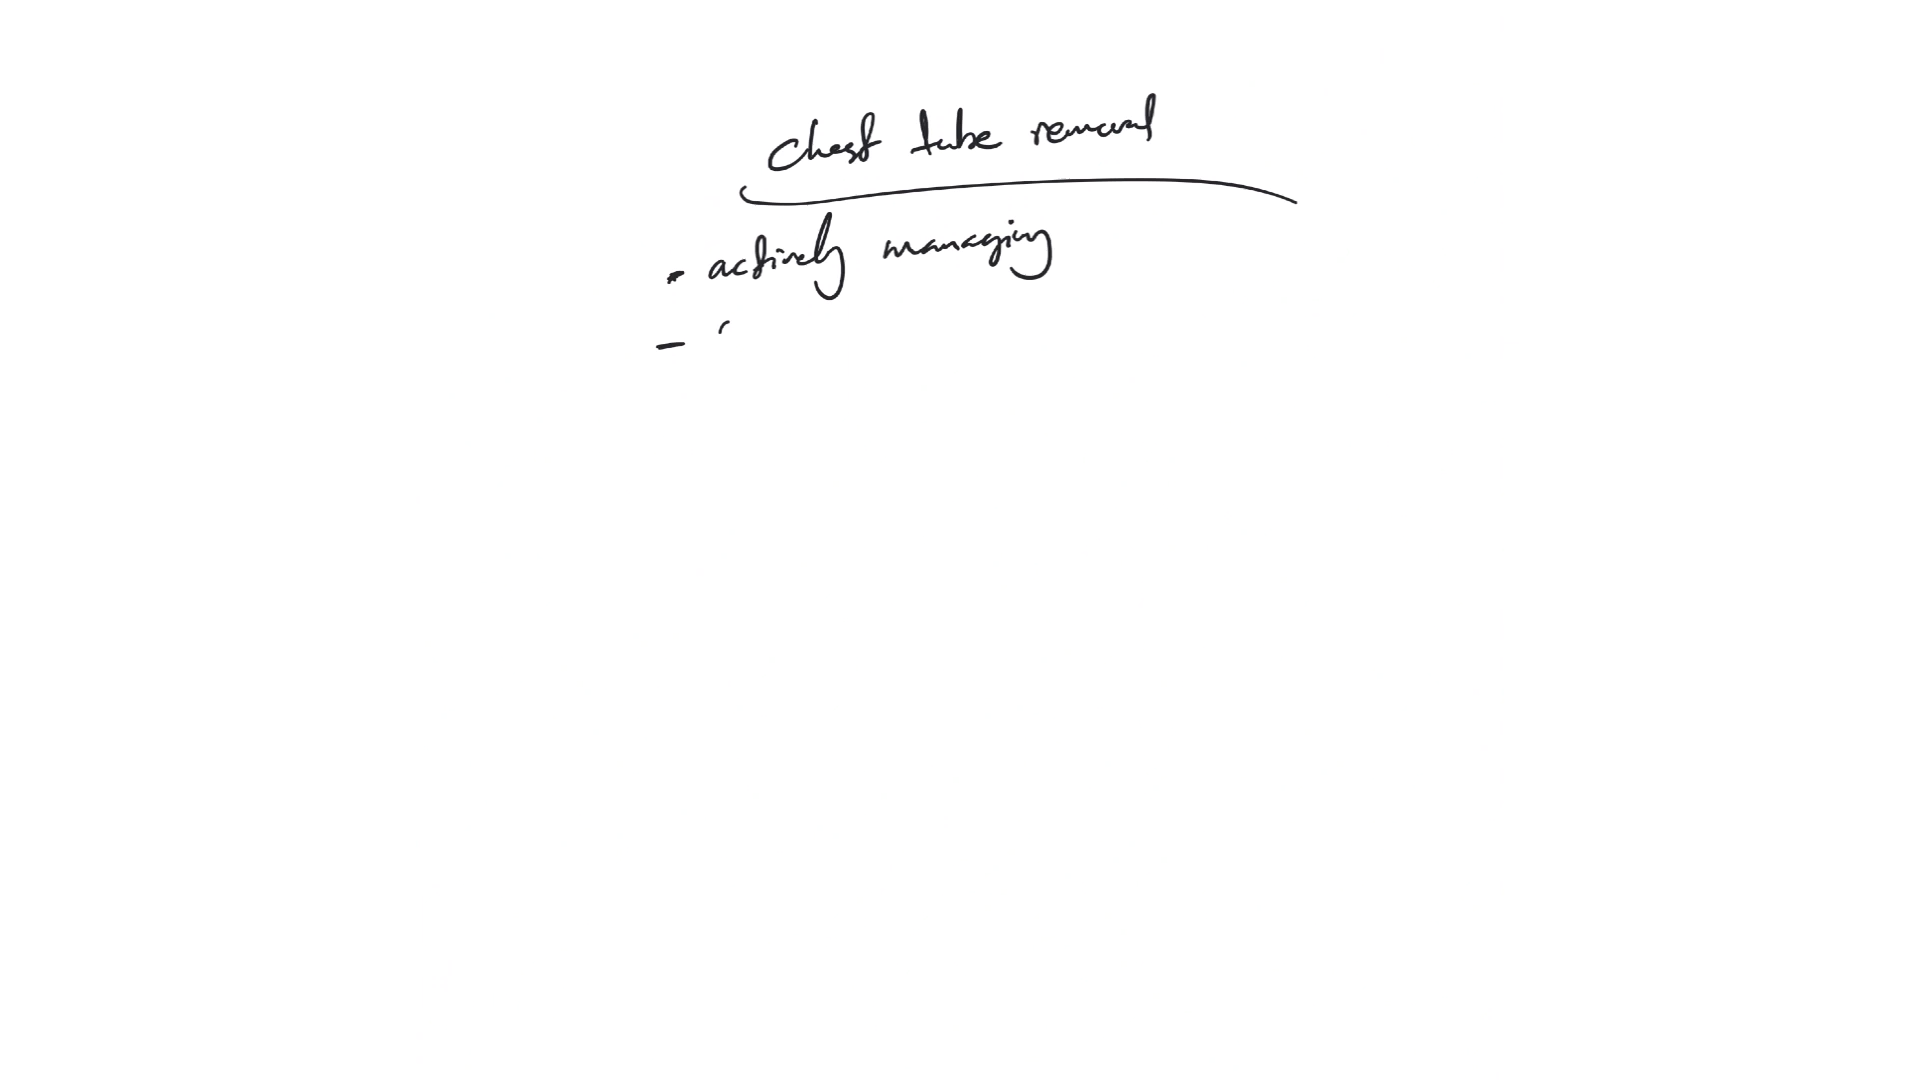 Chest tube removal
- actively managing
-